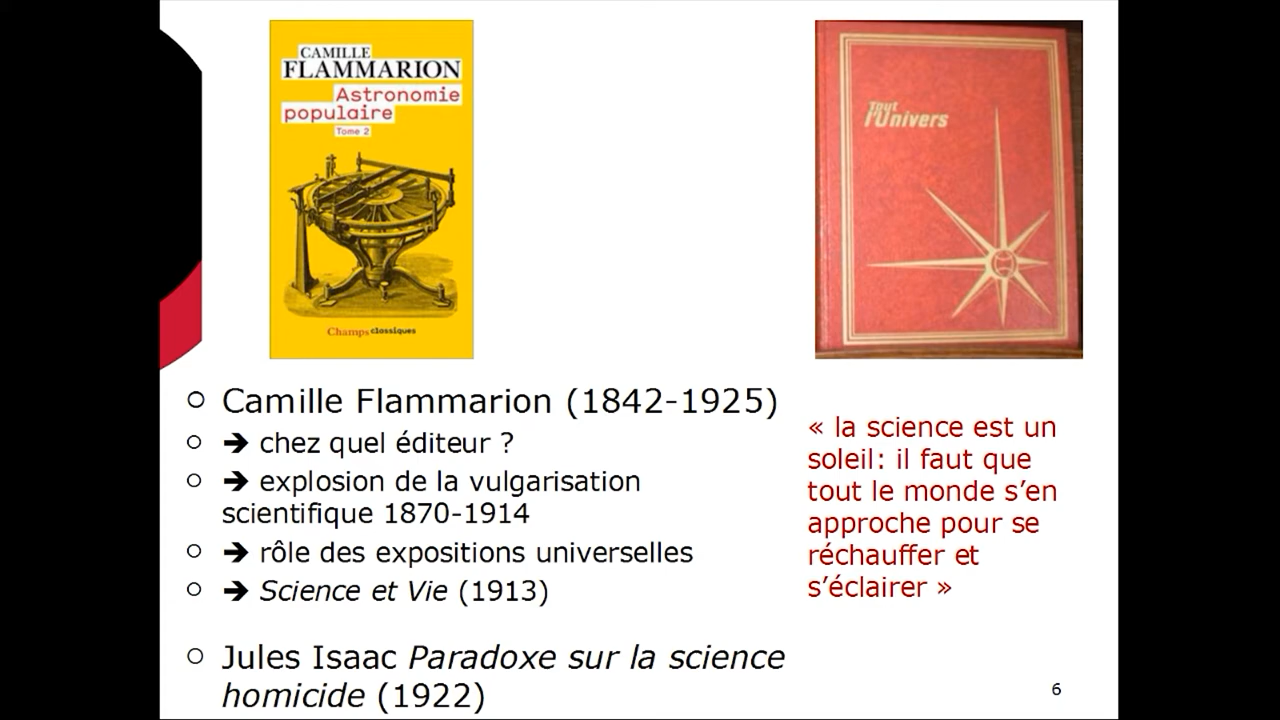 CAMILLE
FLAMMARION
Astronomie
populaire
Tome 2
Champs classiques
Tout
l'Univers
Camille Flammarion (1842-1925)
➔ chez quel éditeur ?
➔ explosion de la vulgarisation
scientifique 1870-1914
➔ rôle des expositions universelles
➔ Science et Vie (1913)
Jules Isaac Paradoxe sur la science
homicide (1922)
« la science est un
soleil: il faut que
tout le monde s’en
approche pour se
réchauffer et
s’éclairer »
6